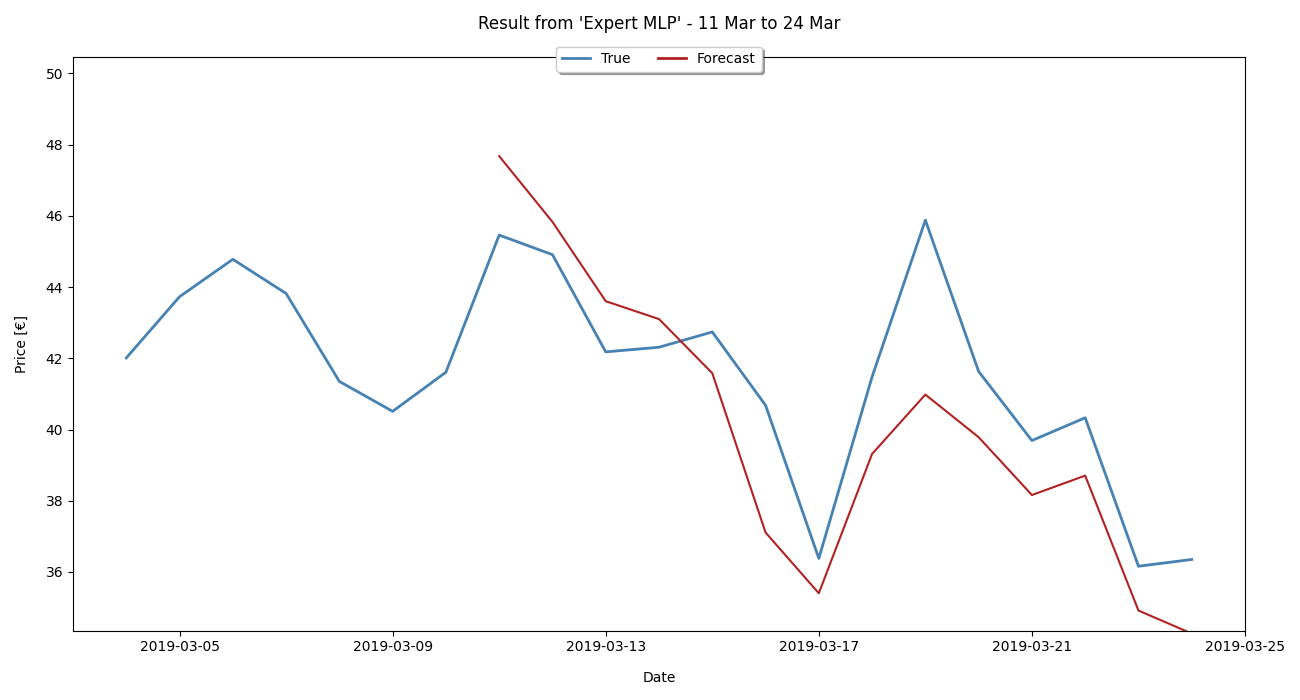 Result from 'Expert MLP' - 11 Mar to 24 Mar
True Forecast
50
48
46
44
42
40
38
36
Price [€]
2019-03-05 2019-03-09 2019-03-13 2019-03-17 2019-03-21 2019-03-25
Date